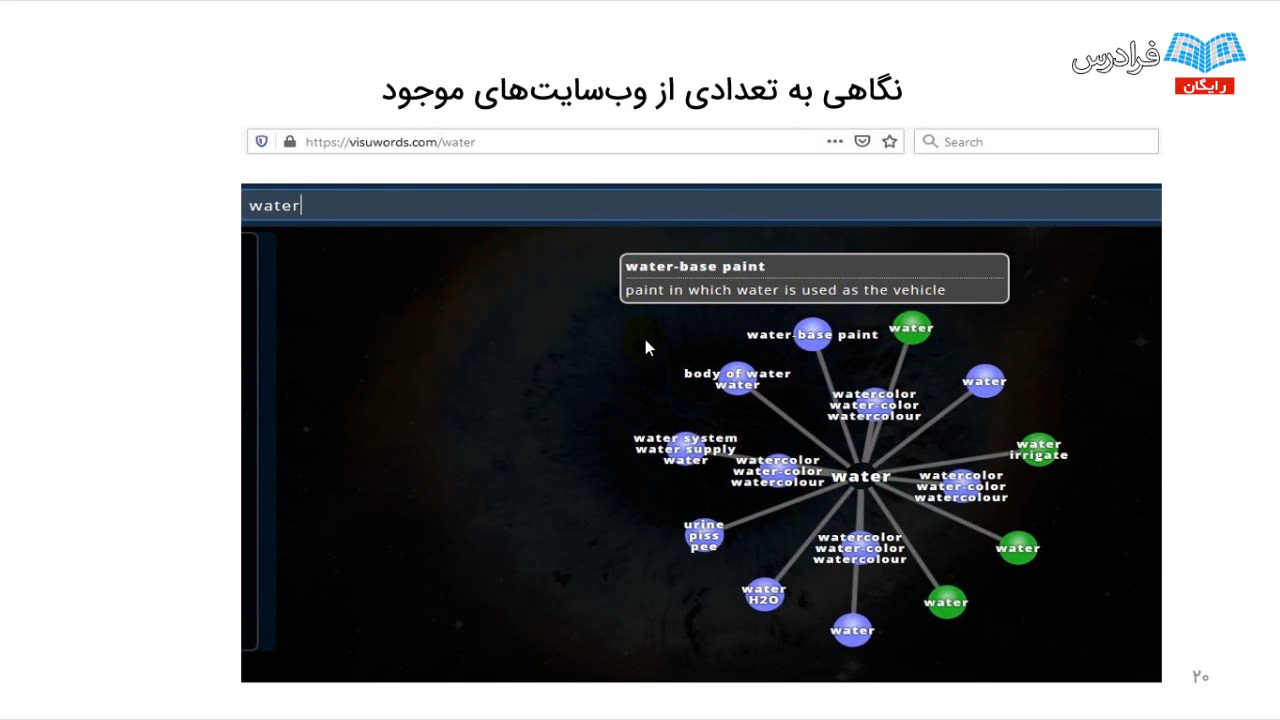 فرادرس
رایگان
نگاهی به تعدادی از وب‌سایت‌های موجود
https://visuwords.com/water
Search
water
water-base paint
paint in which water is used as the vehicle
water-base paint
water
body of water
water
water
watercolor
water-color
watercolour
water system
water supply
water
watercolor
water-color
watercolour
water
water
irrigate
watercolor
water-color
watercolour
urine
piss
pee
watercolor
water-color
watercolour
water
water
H2O
water
water
۲۰